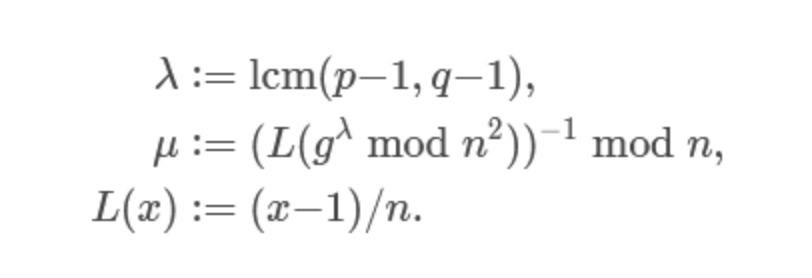 λ := lcm(p−1, q−1),
μ := (L(g^λ mod n²))⁻¹ mod n,
L(x) := (x−1)/n.